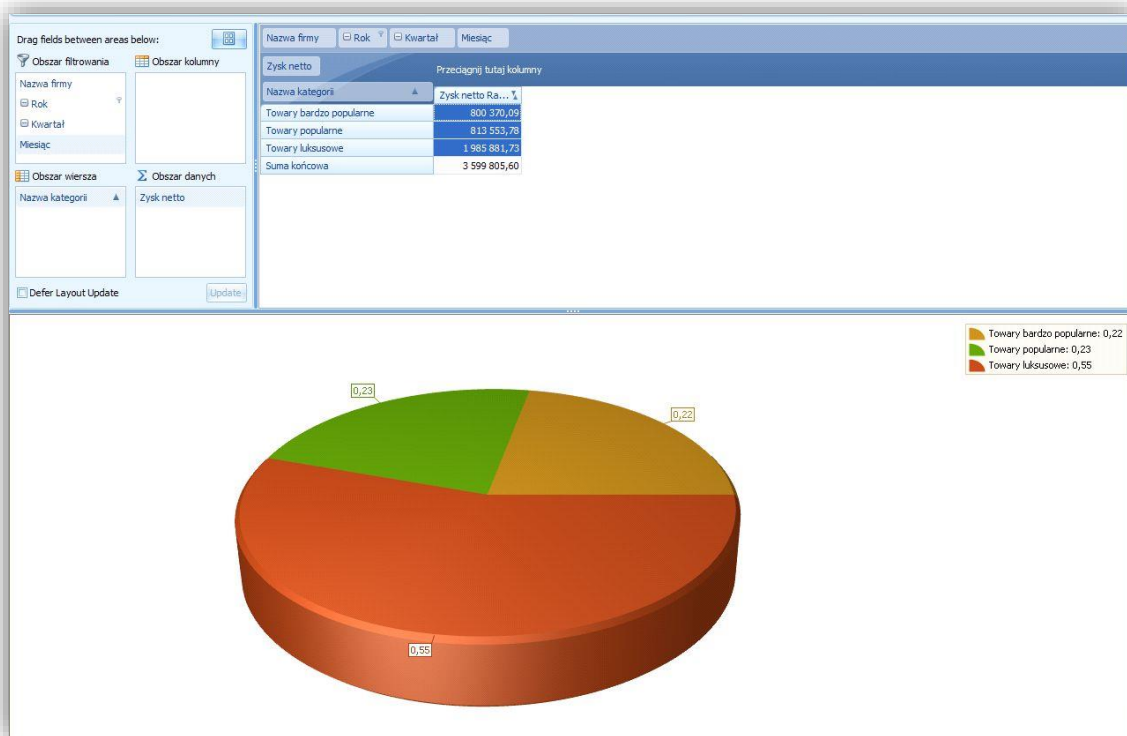 Drag fields between areas below:
Obszar filtrowania
Obszar kolumny
Nazwa firmy
Rok
Kwartał
Miesiąc
Obszar wiersza
Σ Obszar danych
Nazwa kategorii
Zysk netto
Defer Layout Update
Update
Nazwa firmy Rok Kwartał Miesiąc
Zysk netto
Przeciągnij tutaj kolumny
Nazwa kategorii Zysk netto Ra...
Towary bardzo popularne 800 370,09
Towary popularne 813 553,78
Towary luksusowe 1 985 881,73
Suma końcowa 3 599 805,60
Towary bardzo popularne: 0,22
Towary popularne: 0,23
Towary luksusowe: 0,55
0,23
0,22
0,55